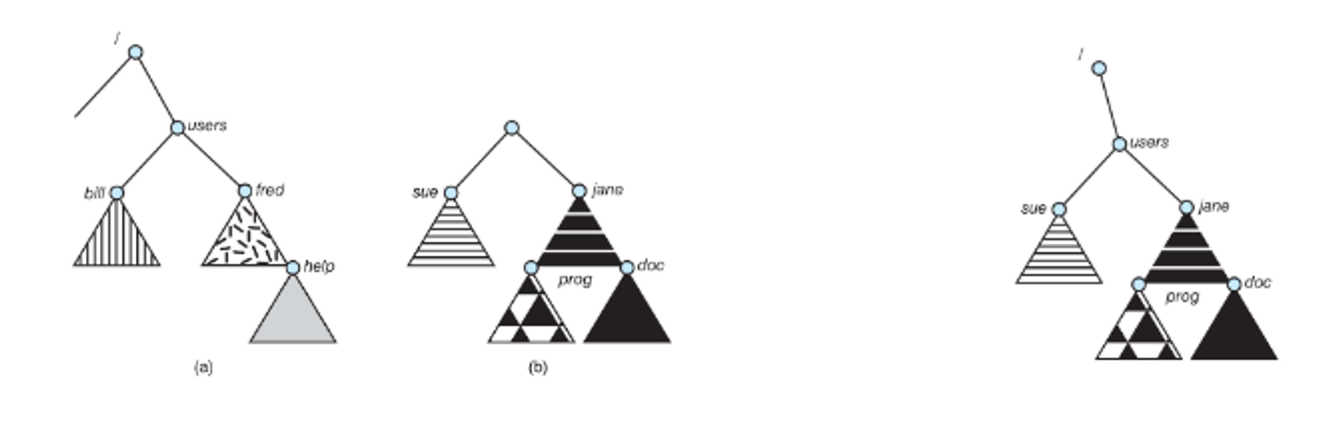 /
users
bill
fred
help
(a)
sue
jane
prog
doc
(b)
/
users
sue
jane
prog
doc